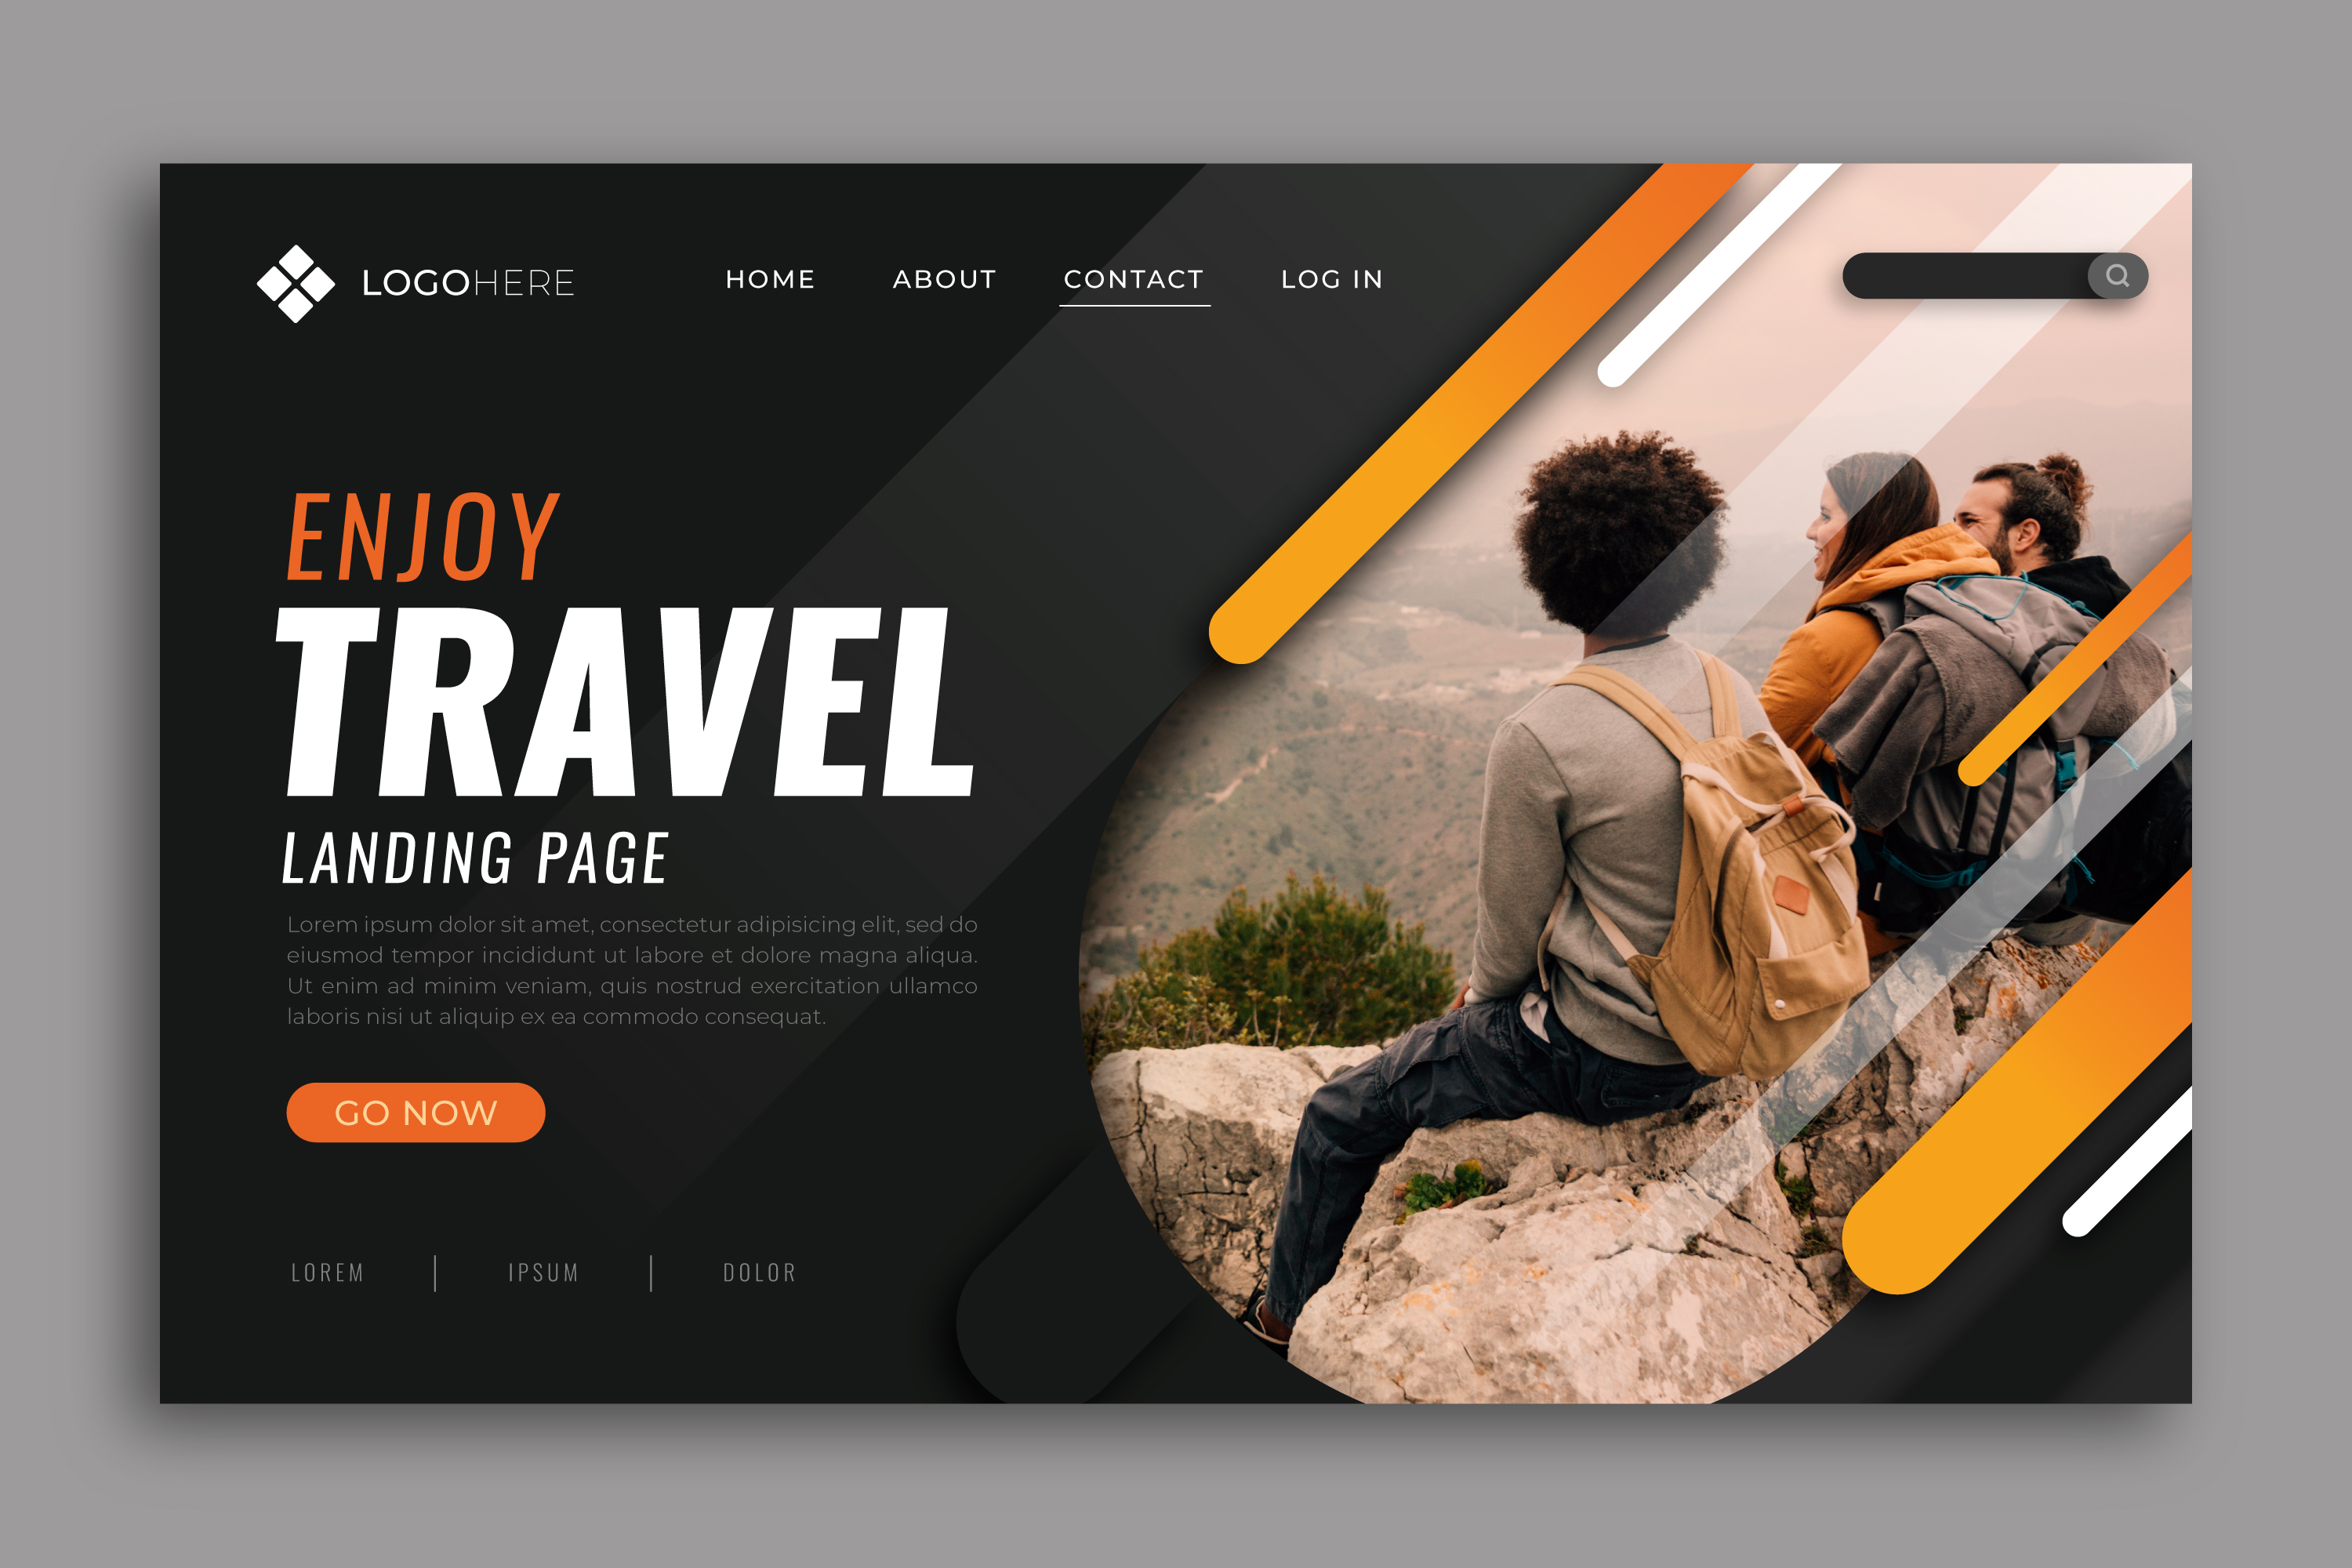 LOGOHERE
HOME
ABOUT
CONTACT
LOG IN
ENJOY
TRAVEL
LANDING PAGE
Lorem ipsum dolor sit amet, consectetur adipisicing elit, sed do
eiusmod tempor incididunt ut labore et dolore magna aliqua.
Ut enim ad minim veniam, quis nostrud exercitation ullamco
laboris nisi ut aliquip ex ea commodo consequat.
GO NOW
LOREM | IPSUM | DOLOR